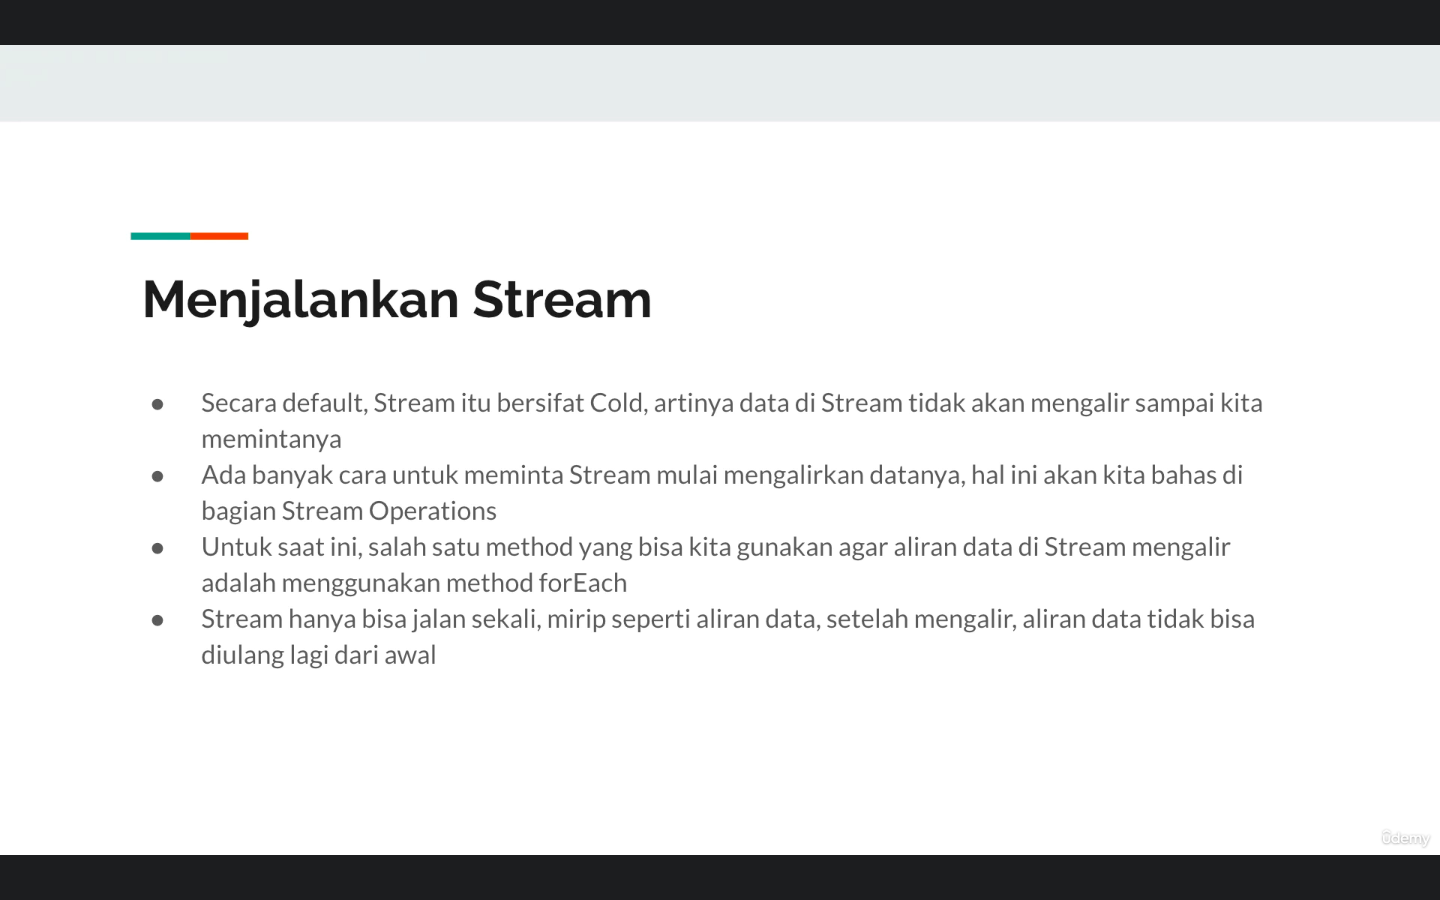 Menjalankan Stream
● Secara default, Stream itu bersifat Cold, artinya data di Stream tidak akan mengalir sampai kita
memintanya
● Ada banyak cara untuk meminta Stream mulai mengalirkan datanya, hal ini akan kita bahas di
bagian Stream Operations
● Untuk saat ini, salah satu method yang bisa kita gunakan agar aliran data di Stream mengalir
adalah menggunakan method forEach
● Stream hanya bisa jalan sekali, mirip seperti aliran data, setelah mengalir, aliran data tidak bisa
diulang lagi dari awal
ûdemy